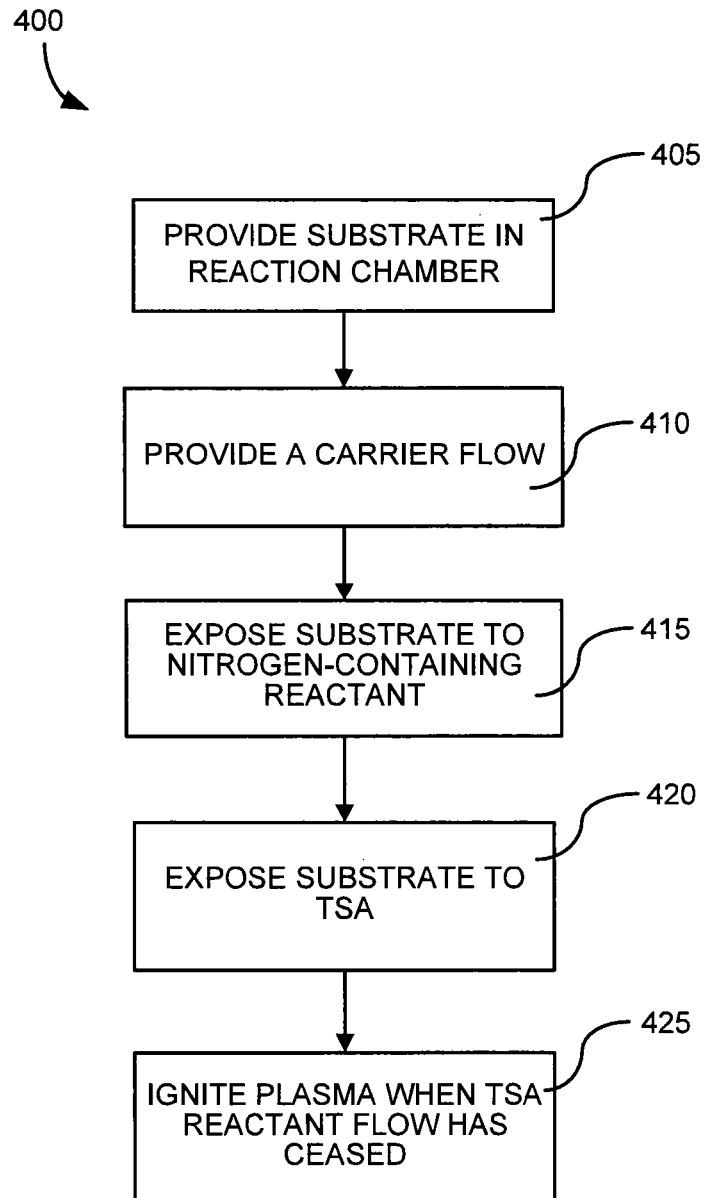 400
405
PROVIDE SUBSTRATE IN
REACTION CHAMBER
410
PROVIDE A CARRIER FLOW
415
EXPOSE SUBSTRATE TO
NITROGEN-CONTAINING
REACTANT
420
EXPOSE SUBSTRATE TO
TSA
425
IGNITE PLASMA WHEN TSA
REACTANT FLOW HAS
CEASED